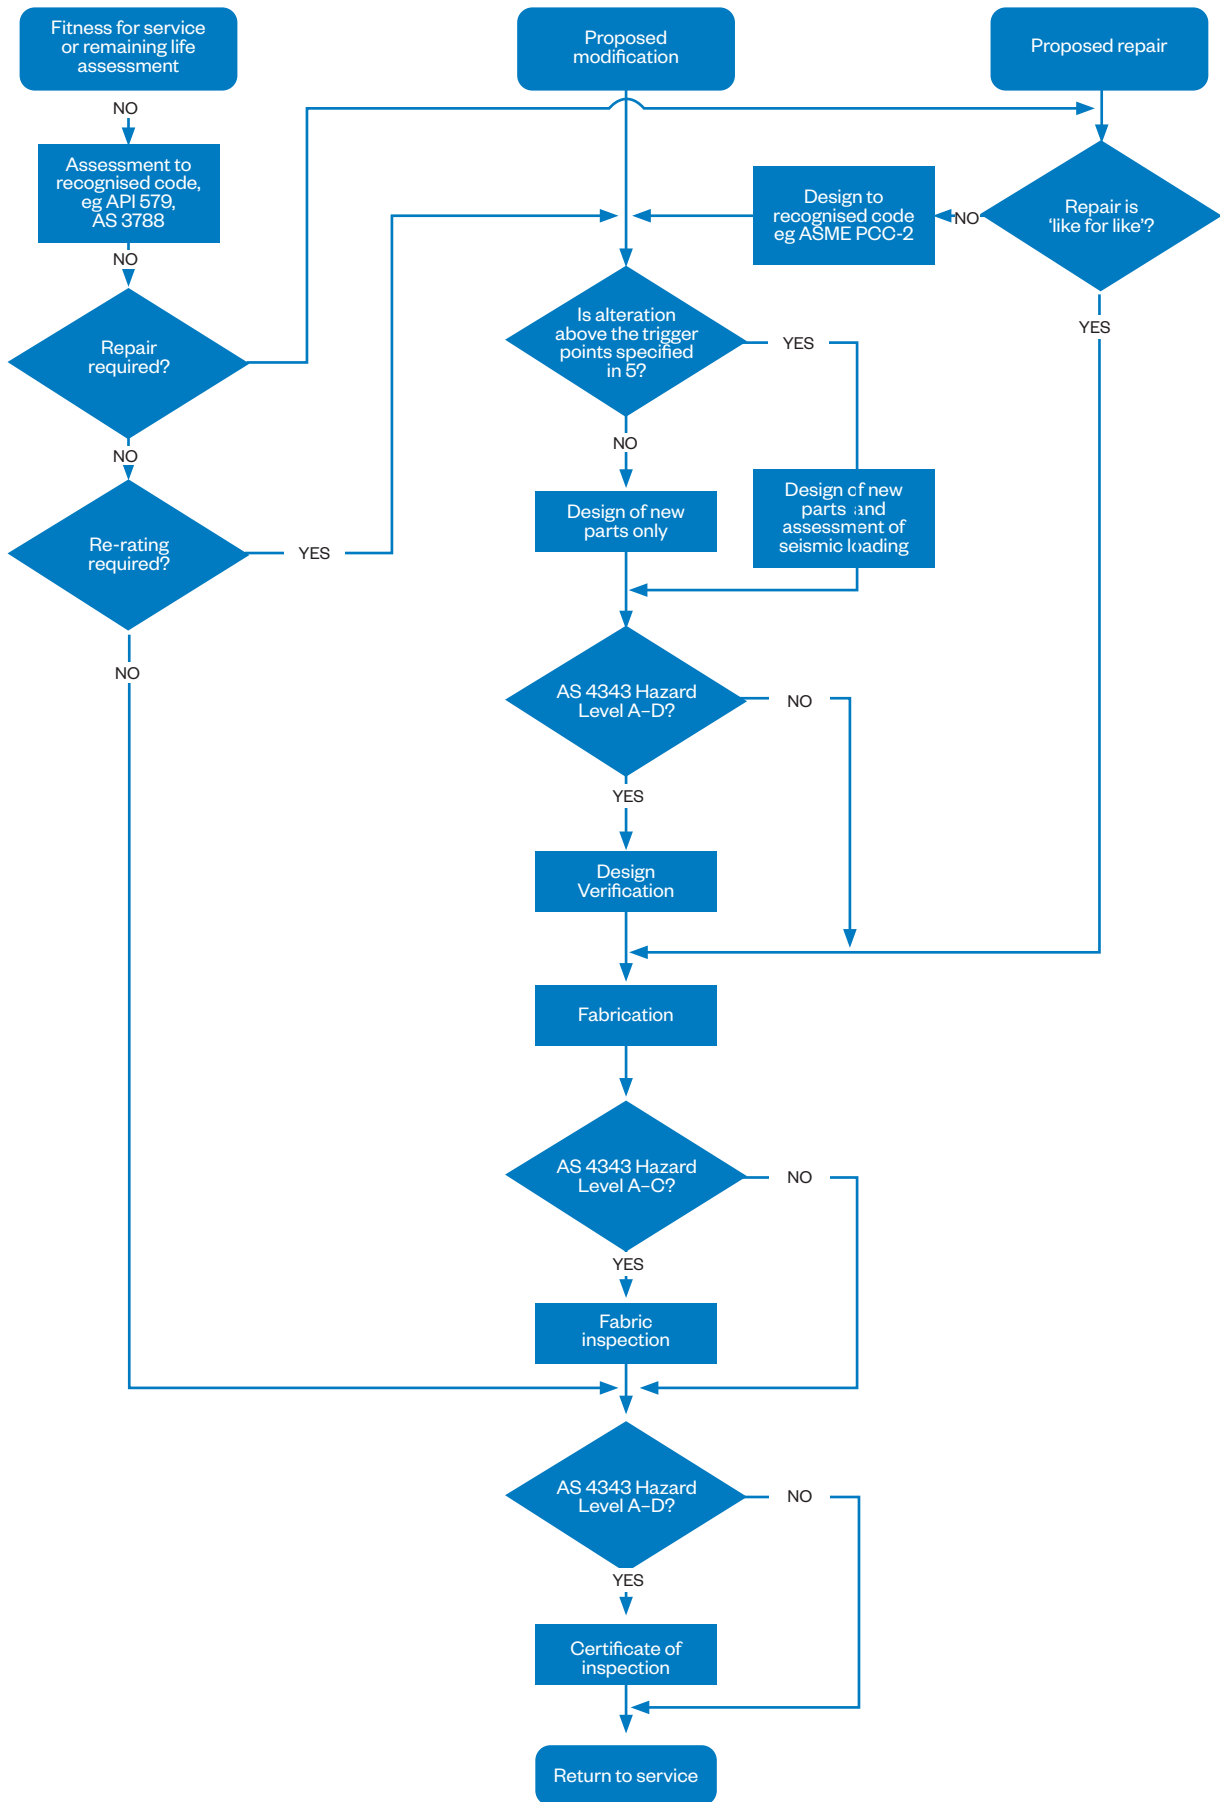 Fitness for service
or remaining life
assessment
Proposed
modification
Proposed repair
NO
Assessment to
recognised code,
eg API 579,
AS 3788
Design to
recognised code
eg ASME PCC-2
NO
Repair is
‘like for like’?
NO
Is alteration
above the trigger
points specified
in 5?
YES
YES
Repair
required?
NO
NO
Design of new
parts only
Design of new
parts and
assessment of
seismic loading
Re-rating
required?
YES
NO
AS 4343 Hazard
Level A–D?
NO
YES
Design
Verification
Fabrication
AS 4343 Hazard
Level A–C?
NO
YES
Fabric
inspection
AS 4343 Hazard
Level A–D?
NO
YES
Certificate of
inspection
Return to service